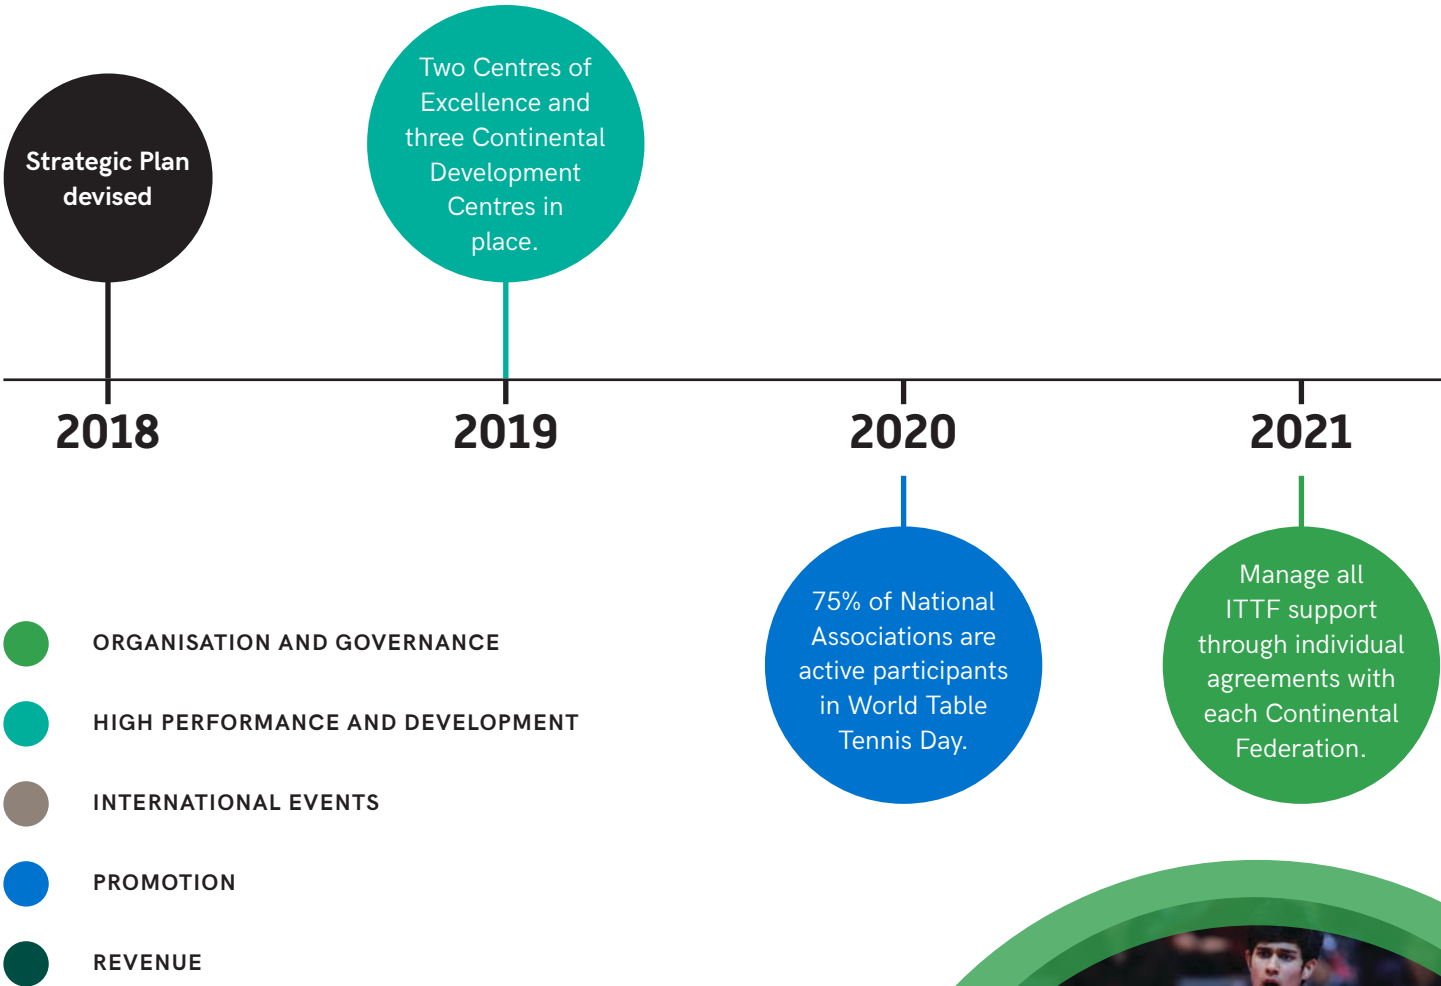 Strategic Plan
devised
Two Centres of
Excellence and
three Continental
Development
Centres in
place.
2018
2019
2020
2021
75% of National
Associations are
active participants
in World Table
Tennis Day.
Manage all
ITTF support
through individual
agreements with
each Continental
Federation.
ORGANISATION AND GOVERNANCE
HIGH PERFORMANCE AND DEVELOPMENT
INTERNATIONAL EVENTS
PROMOTION
REVENUE